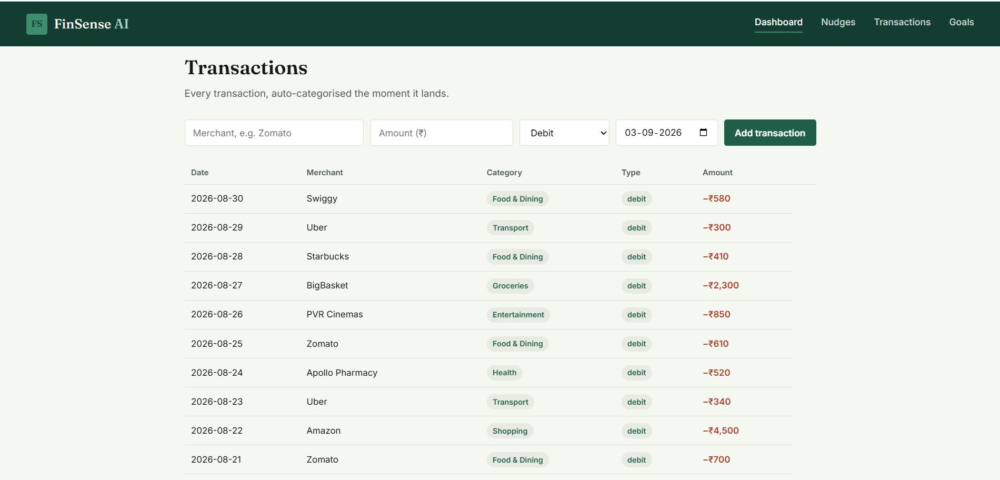 FS FinSense AI Dashboard Nudges Transactions Goals
Transactions
Every transaction, auto-categorised the moment it lands.
Merchant, e.g. Zomato Amount (₹) Debit 03-09-2026 Add transaction
Date Merchant Category Type Amount
2026-08-30 Swiggy Food & Dining debit −₹580
2026-08-29 Uber Transport debit −₹300
2026-08-28 Starbucks Food & Dining debit −₹410
2026-08-27 BigBasket Groceries debit −₹2,300
2026-08-26 PVR Cinemas Entertainment debit −₹850
2026-08-25 Zomato Food & Dining debit −₹610
2026-08-24 Apollo Pharmacy Health debit −₹520
2026-08-23 Uber Transport debit −₹340
2026-08-22 Amazon Shopping debit −₹4,500
2026-08-21 Zomato Food & Dining debit −₹700